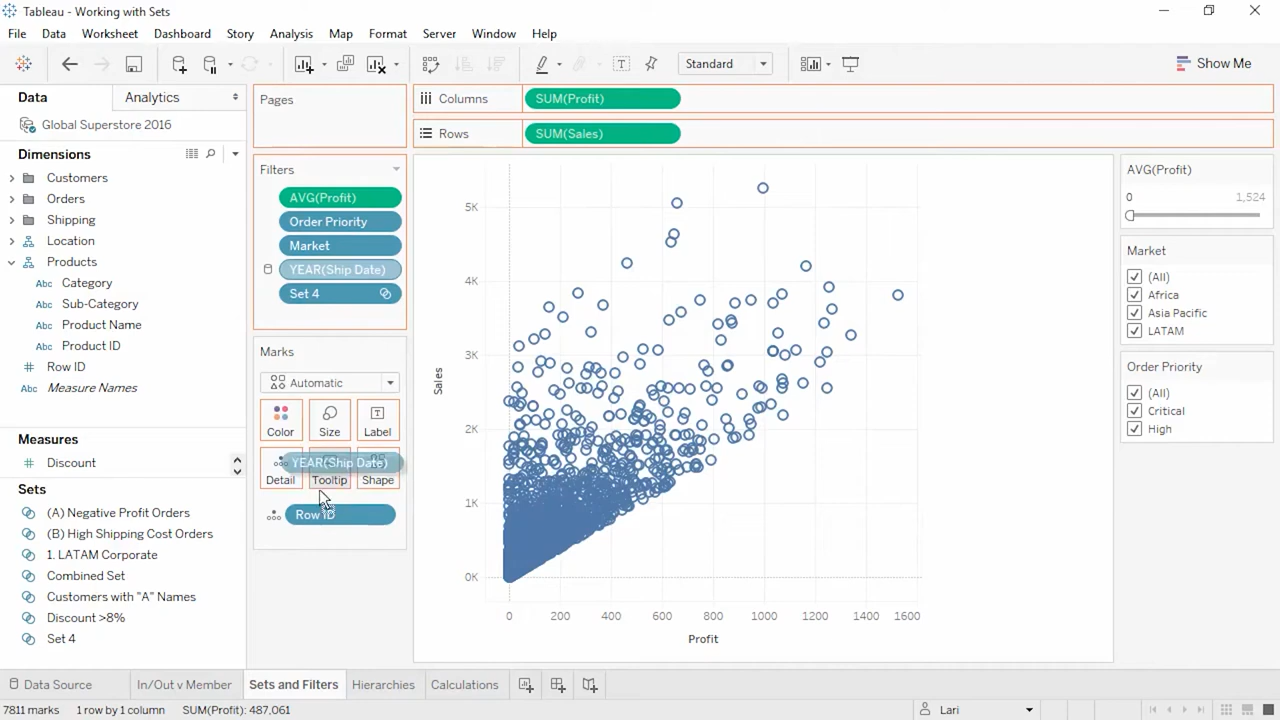 Tableau - Working with Sets
File Data Worksheet Dashboard Story Analysis Map Format Server Window Help
Standard
Show Me
Data
Analytics
Global Superstore 2016
Dimensions
Customers
Orders
Shipping
Location
Products
Abc Category
Abc Sub-Category
Abc Product Name
Abc Product ID
# Row ID
Abc Measure Names
Measures
# Discount
Sets
(A) Negative Profit Orders
(B) High Shipping Cost Orders
1. LATAM Corporate
Combined Set
Customers with "A" Names
Discount >8%
Set 4
Pages
Filters
AVG(Profit)
Order Priority
Market
YEAR(Ship Date)
Set 4
Marks
Automatic
Color Size Label
YEAR(Ship Date)
Detail Tooltip Shape
Row ID
Columns SUM(Profit)
Rows SUM(Sales)
5K
4K
3K
2K
1K
0K
Sales
0 200 400 600 800 1000 1200 1400 1600
Profit
AVG(Profit)
0 1,524
Market
(All)
Africa
Asia Pacific
LATAM
Order Priority
(All)
Critical
High
Data Source In/Out v Member Sets and Filters Hierarchies Calculations
7811 marks 1 row by 1 column SUM(Profit): 487,061 Lari